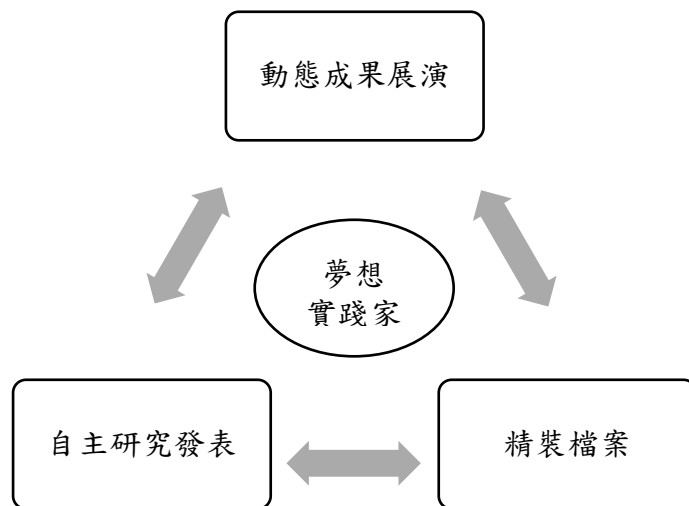 動態成果展演
夢想
實踐家
自主研究發表
精裝檔案